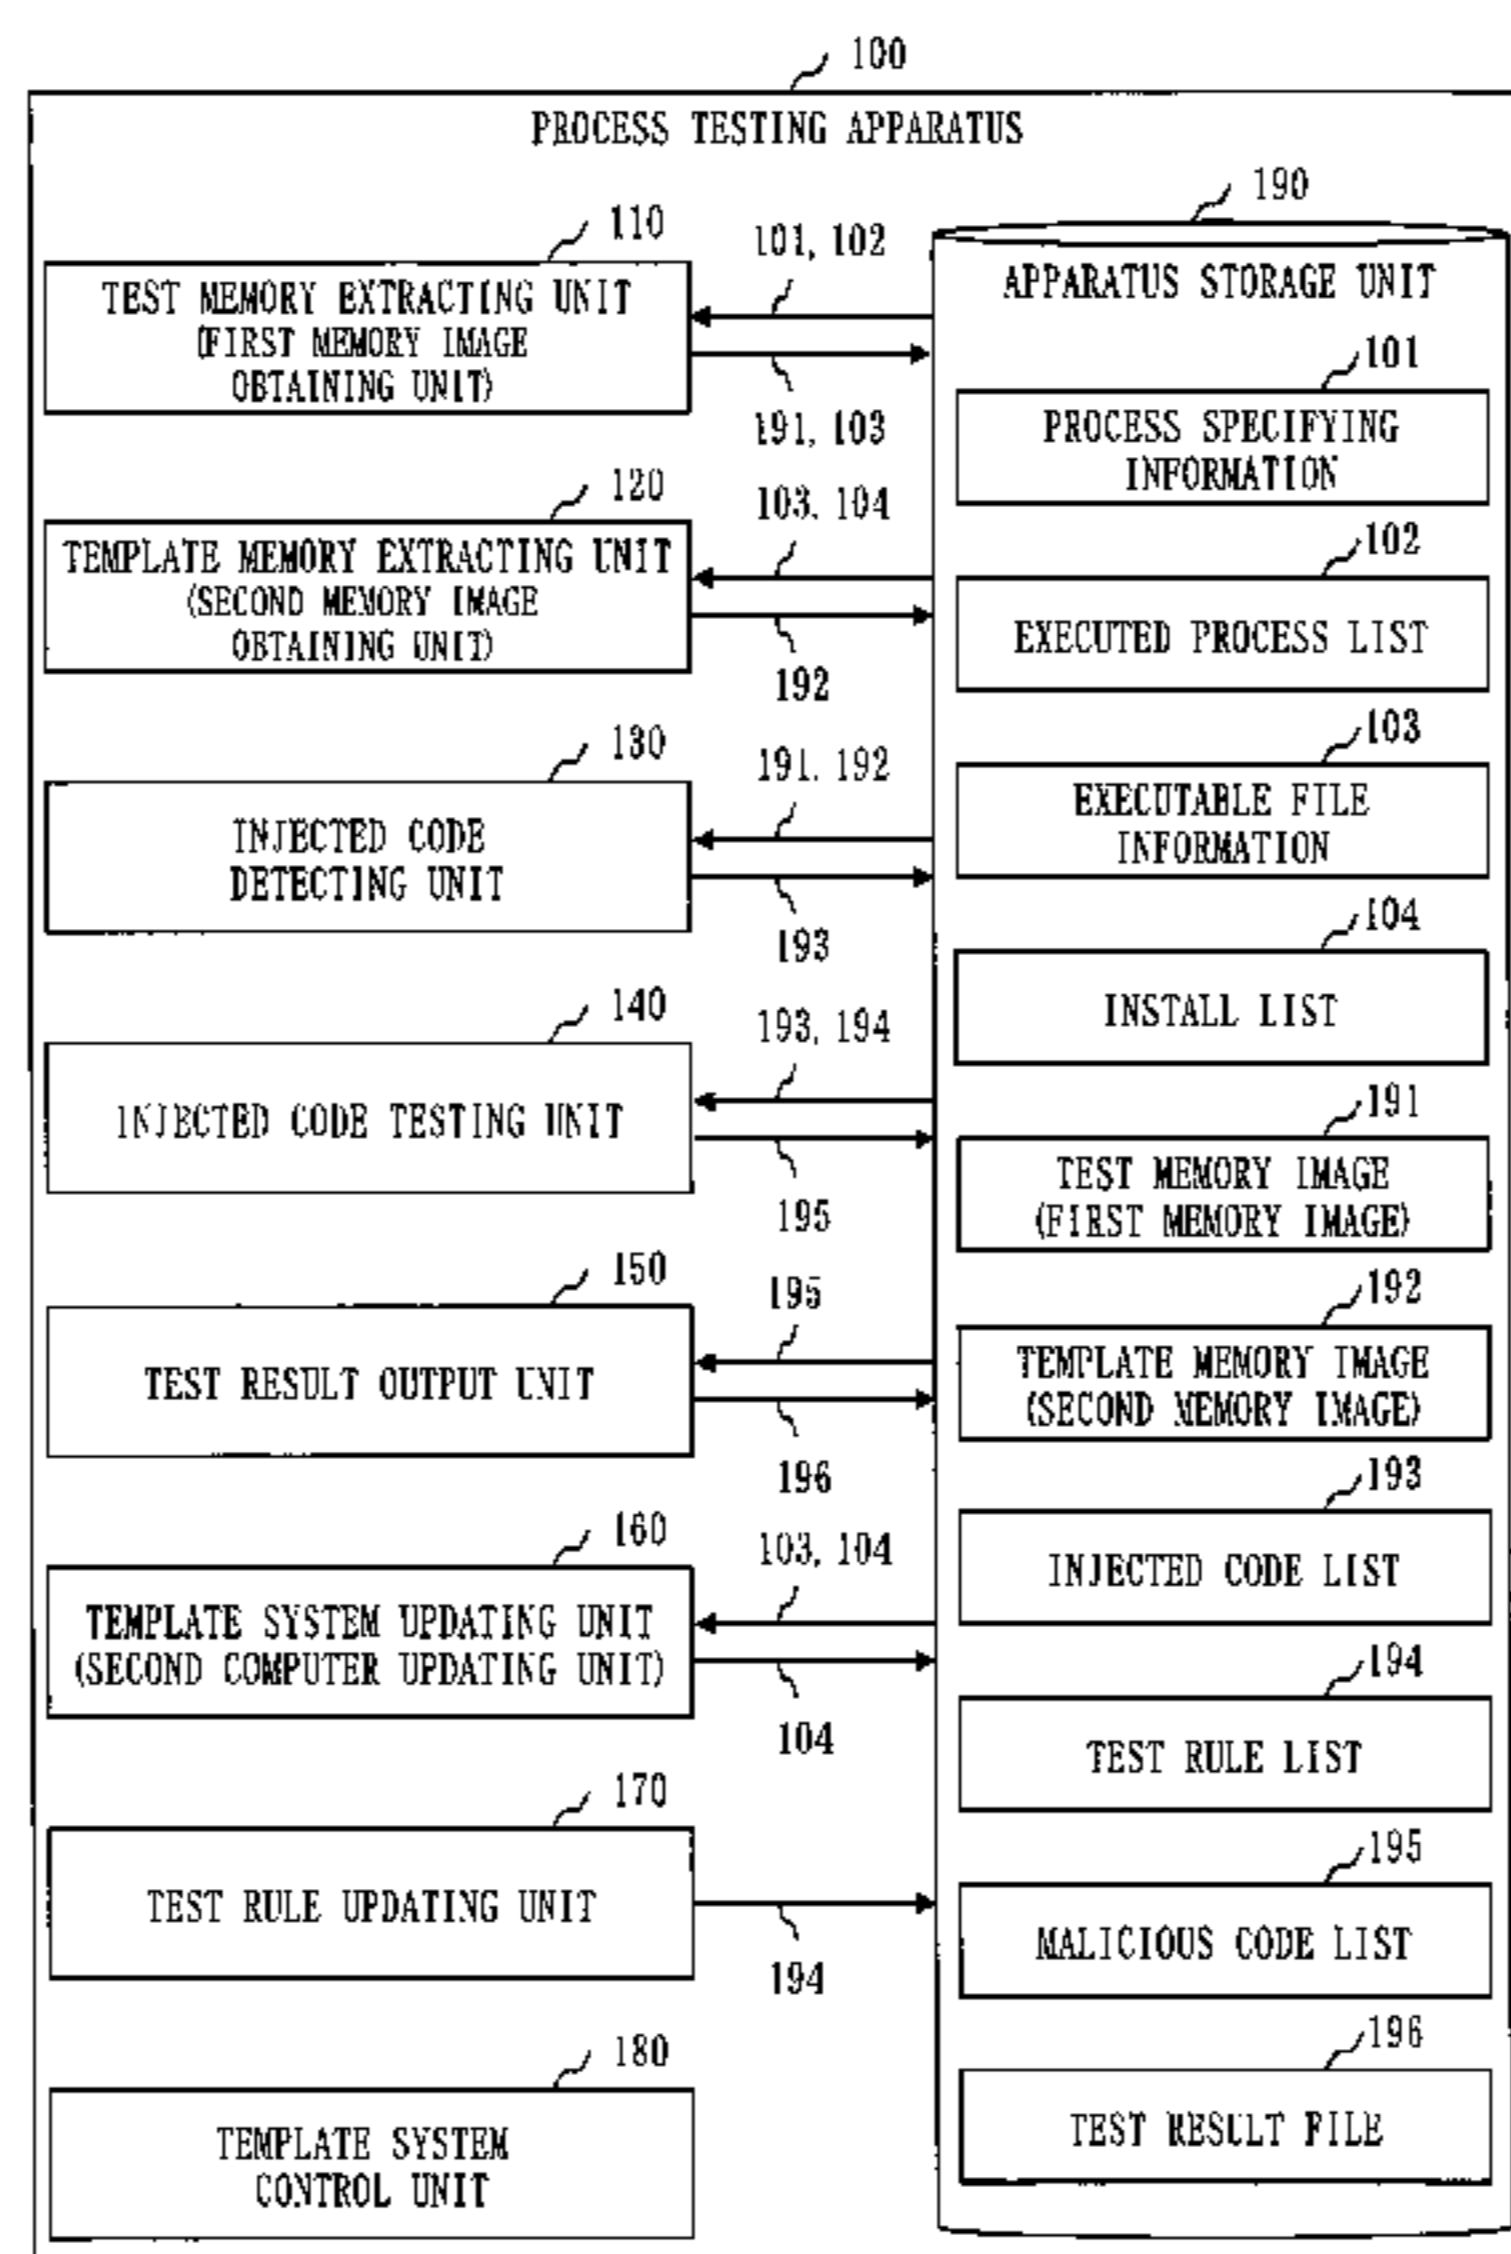 100
PROCESS TESTING APPARATUS
110
TEST MEMORY EXTRACTING UNIT
(FIRST MEMORY IMAGE
OBTAINING UNIT)
101, 102
191, 103
120
TEMPLATE MEMORY EXTRACTING UNIT
(SECOND MEMORY IMAGE
OBTAINING UNIT)
103, 104
192
130
INJECTED CODE
DETECTING UNIT
191, 192
193
140
INJECTED CODE TESTING UNIT
193, 194
195
150
TEST RESULT OUTPUT UNIT
195
196
160
TEMPLATE SYSTEM UPDATING UNIT
(SECOND COMPUTER UPDATING UNIT)
103, 104
104
170
TEST RULE UPDATING UNIT
194
180
TEMPLATE SYSTEM
CONTROL UNIT
190
APPARATUS STORAGE UNIT
101
PROCESS SPECIFYING
INFORMATION
102
EXECUTED PROCESS LIST
103
EXECUTABLE FILE
INFORMATION
104
INSTALL LIST
191
TEST MEMORY IMAGE
(FIRST MEMORY IMAGE)
192
TEMPLATE MEMORY IMAGE
(SECOND MEMORY IMAGE)
193
INJECTED CODE LIST
194
TEST RULE LIST
195
MALICIOUS CODE LIST
196
TEST RESULT FILE